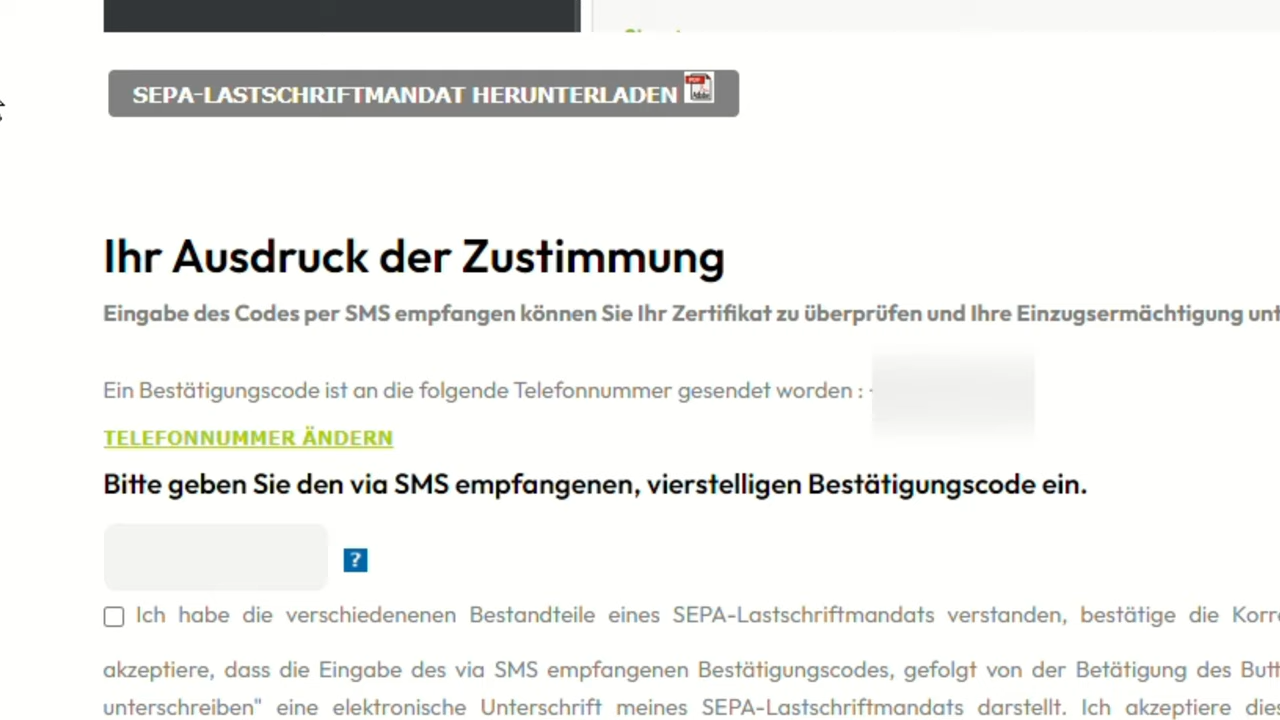 SEPA-LASTSCHRIFTMANDAT HERUNTERLADEN
Ihr Ausdruck der Zustimmung
Eingabe des Codes per SMS empfangen können Sie Ihr Zertifikat zu überprüfen und Ihre Einzugsermächtigung unt
Ein Bestätigungscode ist an die folgende Telefonnummer gesendet worden :
TELEFONNUMMER ÄNDERN
Bitte geben Sie den via SMS empfangenen, vierstelligen Bestätigungscode ein.
?
Ich habe die verschiedenenen Bestandteile eines SEPA-Lastschriftmandats verstanden, bestätige die Korre
akzeptiere, dass die Eingabe des via SMS empfangenen Bestätigungscodes, gefolgt von der Betätigung des Butt
unterschreiben" eine elektronische Unterschrift meines SEPA-Lastschriftmandats darstellt. Ich akzeptiere dies